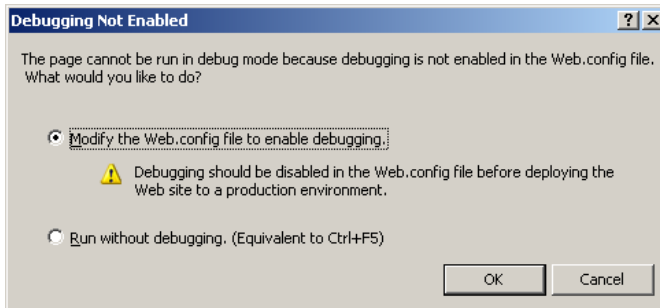 Debugging Not Enabled
The page cannot be run in debug mode because debugging is not enabled in the Web.config file.
What would you like to do?
Modify the Web.config file to enable debugging.
Debugging should be disabled in the Web.config file before deploying the
Web site to a production environment.
Run without debugging. (Equivalent to Ctrl+F5)
OK Cancel